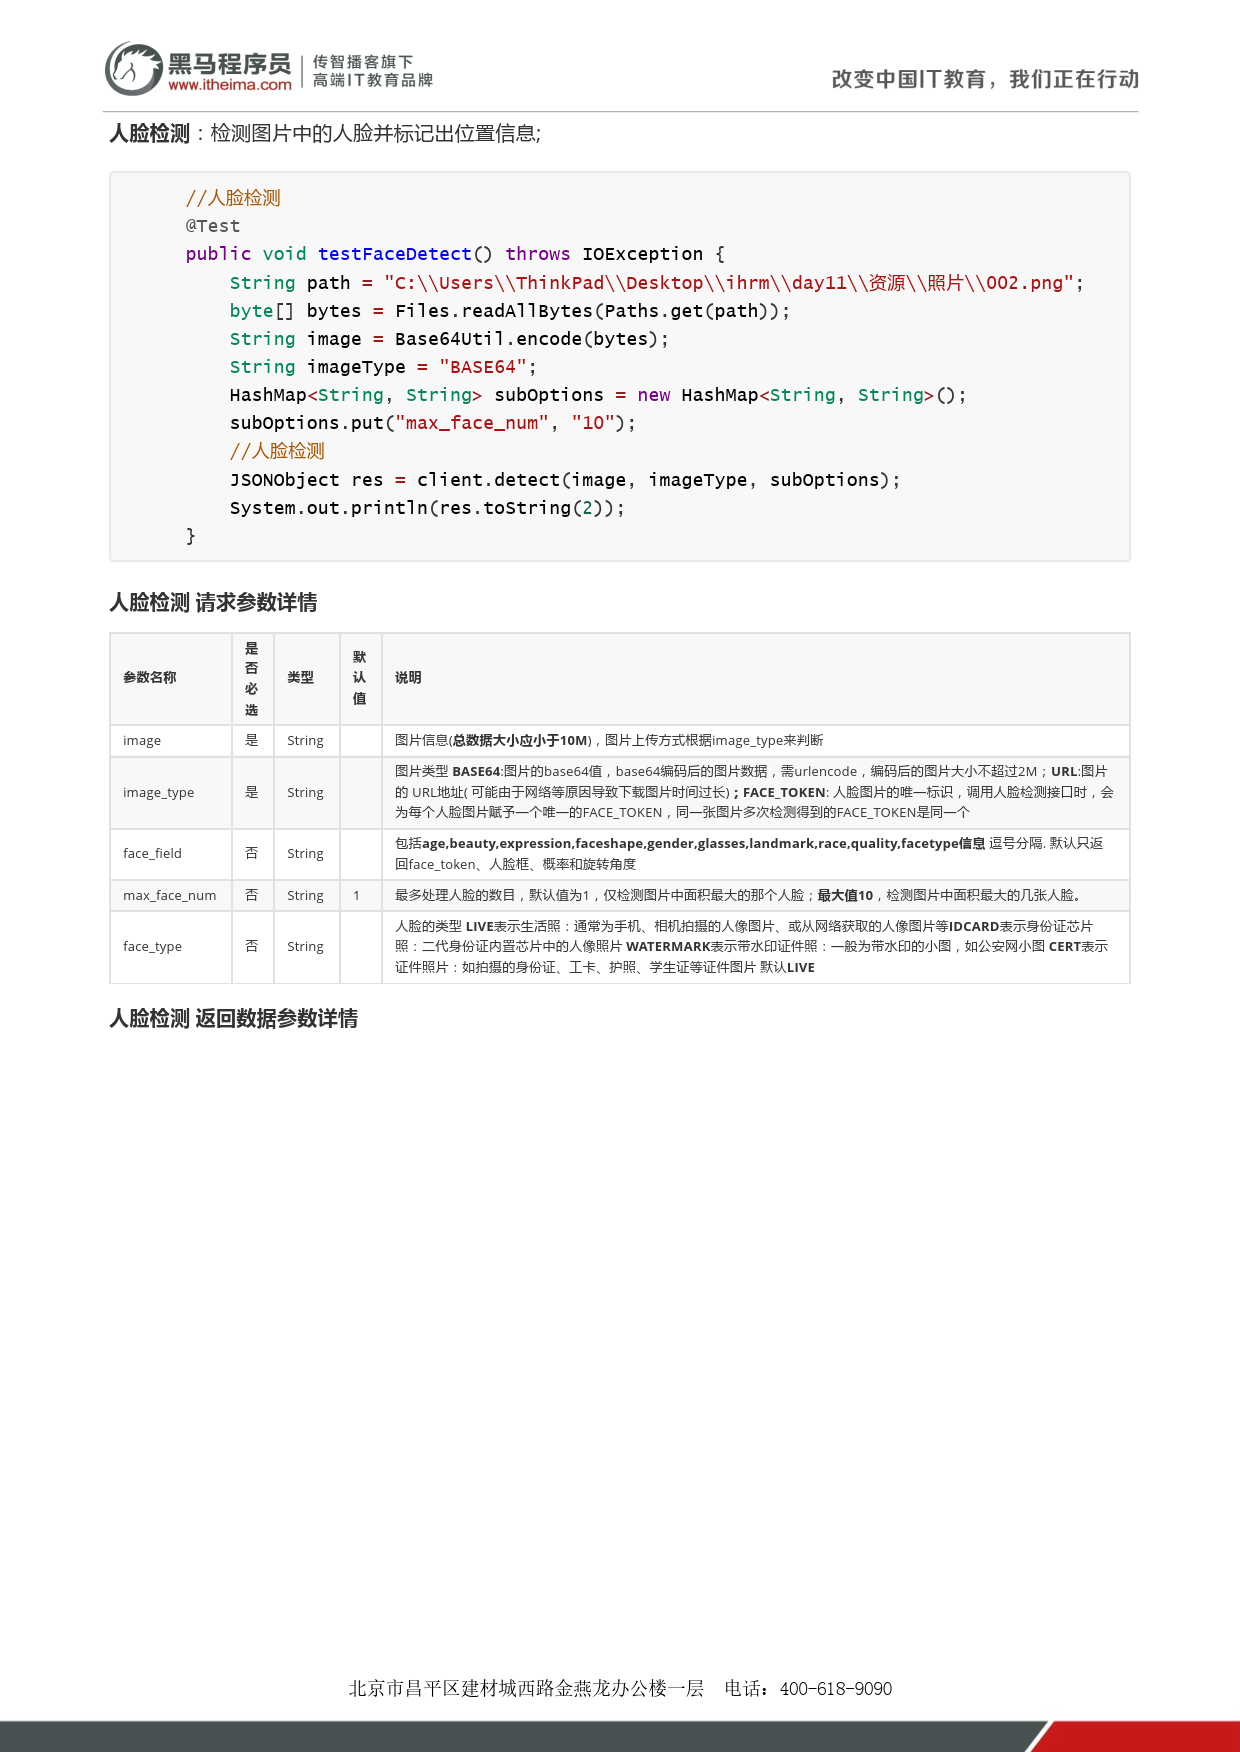 黑马程序员
www.itheima.com
传智播客旗下
高端IT教育品牌
改变中国IT教育，我们正在行动
人脸检测：检测图片中的人脸并标记出位置信息;
//人脸检测
@Test
public void testFaceDetect() throws IOException {
    String path = "C:\\Users\\ThinkPad\\Desktop\\ihrm\\day11\\资源\\照片\\002.png";
    byte[] bytes = Files.readAllBytes(Paths.get(path));
    String image = Base64Util.encode(bytes);
    String imageType = "BASE64";
    HashMap<String, String> subOptions = new HashMap<String, String>();
    subOptions.put("max_face_num", "10");
    //人脸检测
    JSONObject res = client.detect(image, imageType, subOptions);
    System.out.println(res.toString(2));
}
人脸检测 请求参数详情
参数名称 是否必选 类型 默认值 说明
image 是 String 图片信息(总数据大小应小于10M)，图片上传方式根据image_type来判断
image_type 是 String 图片类型 BASE64:图片的base64值，base64编码后的图片数据，需urlencode，编码后的图片大小不超过2M；URL:图片
的 URL地址( 可能由于网络等原因导致下载图片时间过长)；FACE_TOKEN: 人脸图片的唯一标识，调用人脸检测接口时，会
为每个人脸图片赋予一个唯一的FACE_TOKEN，同一张图片多次检测得到的FACE_TOKEN是同一个
face_field 否 String 包括age,beauty,expression,faceshape,gender,glasses,landmark,race,quality,facetype信息 逗号分隔. 默认只返
回face_token、人脸框、概率和旋转角度
max_face_num 否 String 1 最多处理人脸的数目，默认值为1，仅检测图片中面积最大的那个人脸；最大值10，检测图片中面积最大的几张人脸。
face_type 否 String 人脸的类型 LIVE表示生活照：通常为手机、相机拍摄的人像图片、或从网络获取的人像图片等IDCARD表示身份证芯片
照：二代身份证内置芯片中的人像照片 WATERMARK表示带水印证件照：一般为带水印的小图，如公安网小图 CERT表示
证件照片：如拍摄的身份证、工卡、护照、学生证等证件图片 默认LIVE
人脸检测 返回数据参数详情
北京市昌平区建材城西路金燕龙办公楼一层 电话：400-618-9090